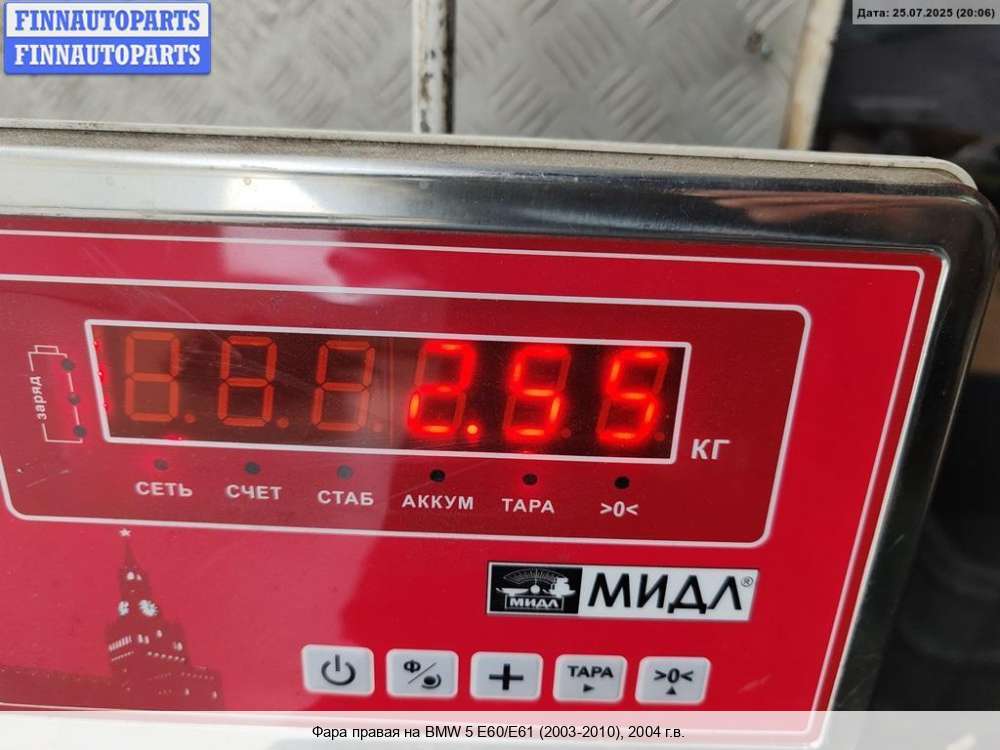 FINNAUTOPARTS
FINNAUTOPARTS
Дата: 25.07.2025 (20:06)
заряд
2.55
КГ
СЕТЬ СЧЕТ СТАБ АККУМ ТАРА >0<
МИДЛ МИДЛ®
Ф ТАРА >0<
Фара правая на BMW 5 E60/E61 (2003-2010), 2004 г.в.